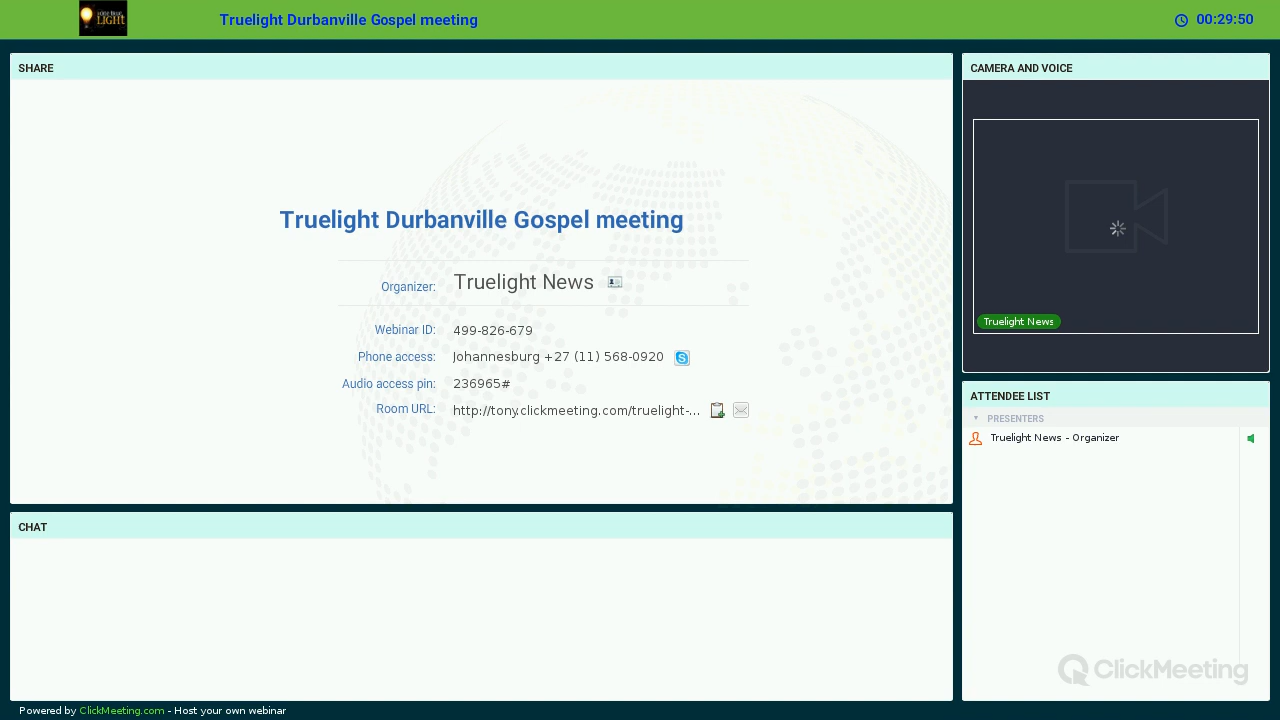 LIGHT
Truelight Durbanville Gospel meeting
00:29:50
SHARE
Truelight Durbanville Gospel meeting
Organizer: Truelight News
Webinar ID: 499-826-679
Phone access: Johannesburg +27 (11) 568-0920
Audio access pin: 236965#
Room URL: http://tony.clickmeeting.com/truelight-...
CHAT
CAMERA AND VOICE
Truelight News
ATTENDEE LIST
PRESENTERS
Truelight News - Organizer
ClickMeeting
Powered by ClickMeeting.com - Host your own webinar